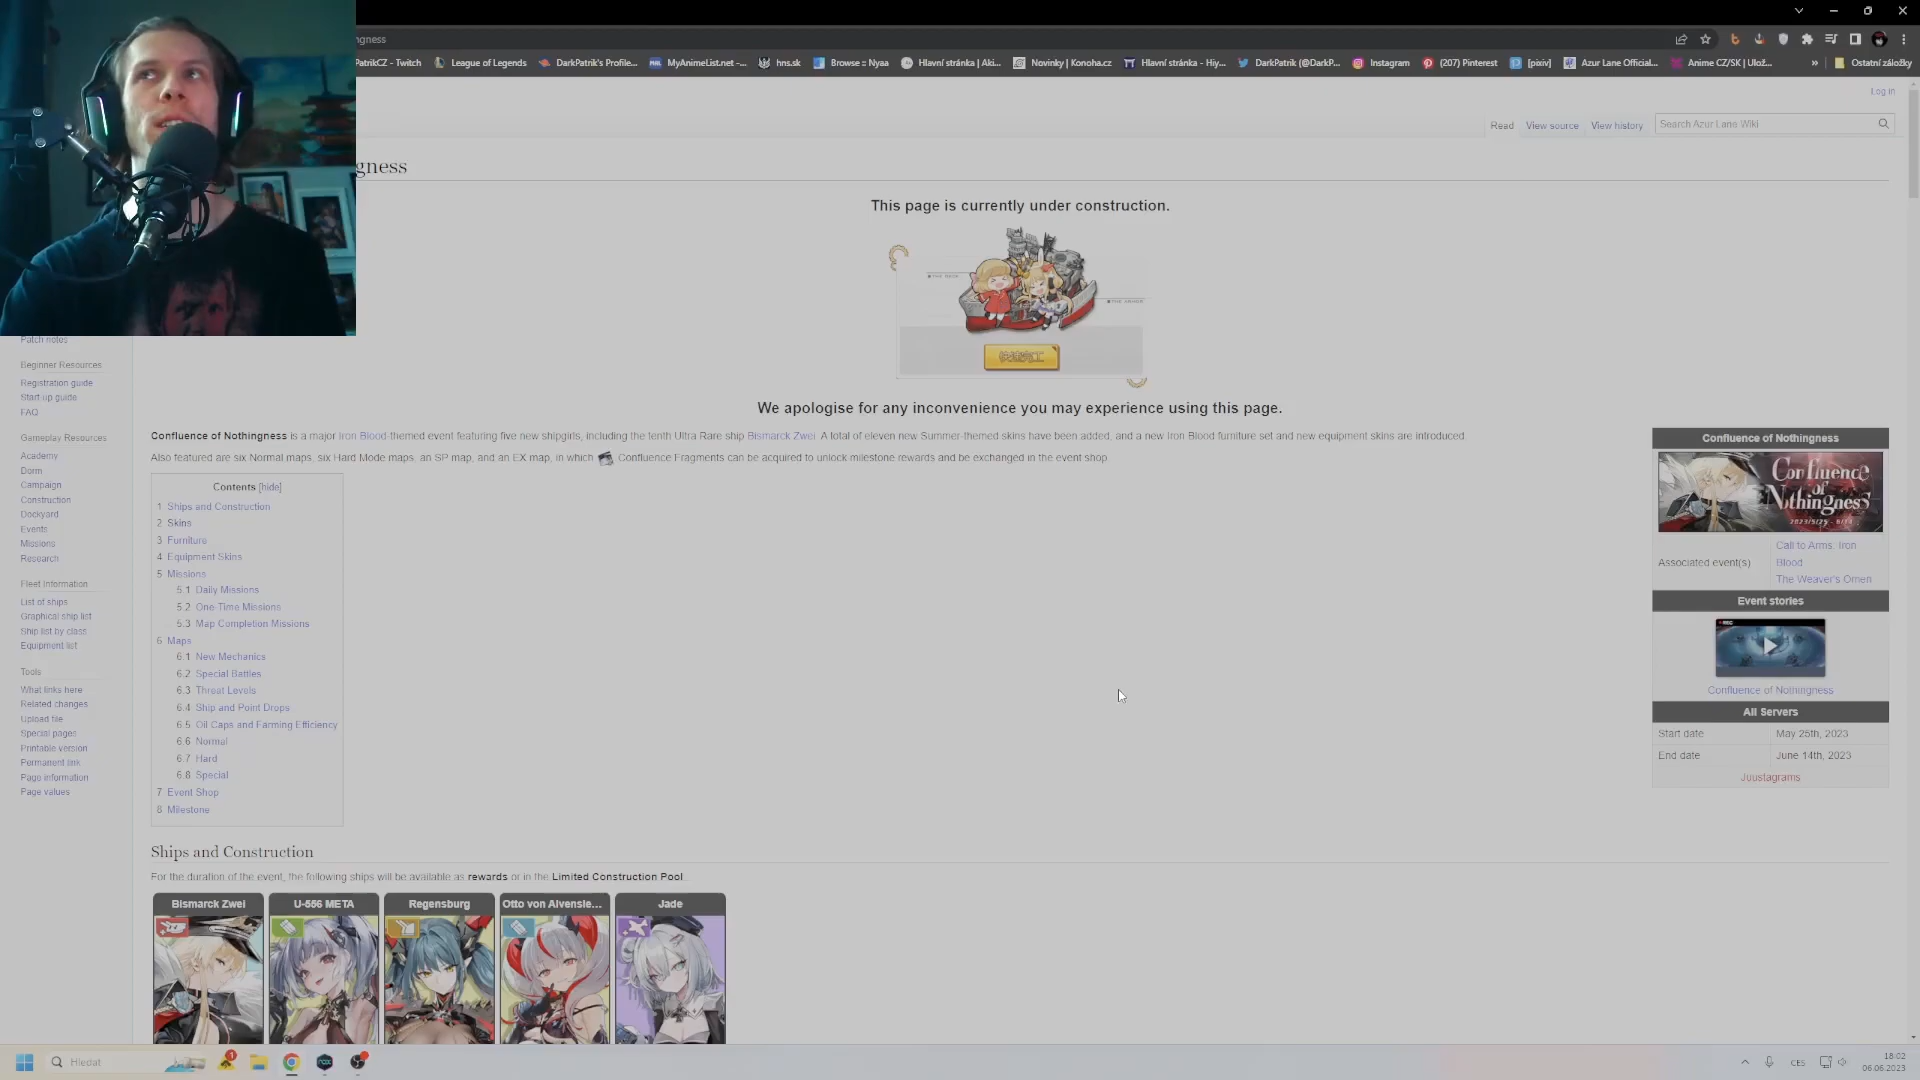 ngness
PatrikCZ - Twitch
League of Legends
DarkPatrik's Profile...
MyAnimeList.net -...
hns.sk
Browse :: Nyaa
Hlavní stránka | Aki...
Novinky | Konoha.cz
Hlavní stránka - Hiy...
DarkPatrik (@DarkP...
Instagram
(207) Pinterest
[pixiv]
Azur Lane Official...
Anime CZ/SK | Ulož...
»
Ostatní záložky
Log in
Read
View source
View history
Search Azur Lane Wiki
gness
This page is currently under construction.
快速完工
We apologise for any inconvenience you may experience using this page.
Confluence of Nothingness is a major Iron Blood-themed event featuring five new shipgirls, including the tenth Ultra Rare ship Bismarck Zwei. A total of eleven new Summer-themed skins have been added, and a new Iron Blood furniture set and new equipment skins are introduced.
Also featured are six Normal maps, six Hard Mode maps, an SP map, and an EX map, in which Confluence Fragments can be acquired to unlock milestone rewards and be exchanged in the event shop.
Patch notes
Beginner Resources
Registration guide
Start-up guide
FAQ
Gameplay Resources
Academy
Dorm
Campaign
Construction
Dockyard
Events
Missions
Research
Fleet Information
List of ships
Graphical ship list
Ship list by class
Equipment list
Tools
What links here
Related changes
Upload file
Special pages
Printable version
Permanent link
Page information
Page values
Contents [hide]
1 Ships and Construction
2 Skins
3 Furniture
4 Equipment Skins
5 Missions
5.1 Daily Missions
5.2 One-Time Missions
5.3 Map Completion Missions
6 Maps
6.1 New Mechanics
6.2 Special Battles
6.3 Threat Levels
6.4 Ship and Point Drops
6.5 Oil Caps and Farming Efficiency
6.6 Normal
6.7 Hard
6.8 Special
7 Event Shop
8 Milestone
Confluence of Nothingness
Confluence
of
Nothingness
2023/5/25 - 6/14
Associated event(s)
Call to Arms: Iron
Blood
The Weaver's Omen
Event stories
REC
Confluence of Nothingness
All Servers
Start date
May 25th, 2023
End date
June 14th, 2023
Juustagrams
Ships and Construction
For the duration of the event, the following ships will be available as rewards or in the Limited Construction Pool.
Bismarck Zwei
U-556 META
Regensburg
Otto von Alvensle...
Jade
Hledat
1
CES
18:02
06.06.2023